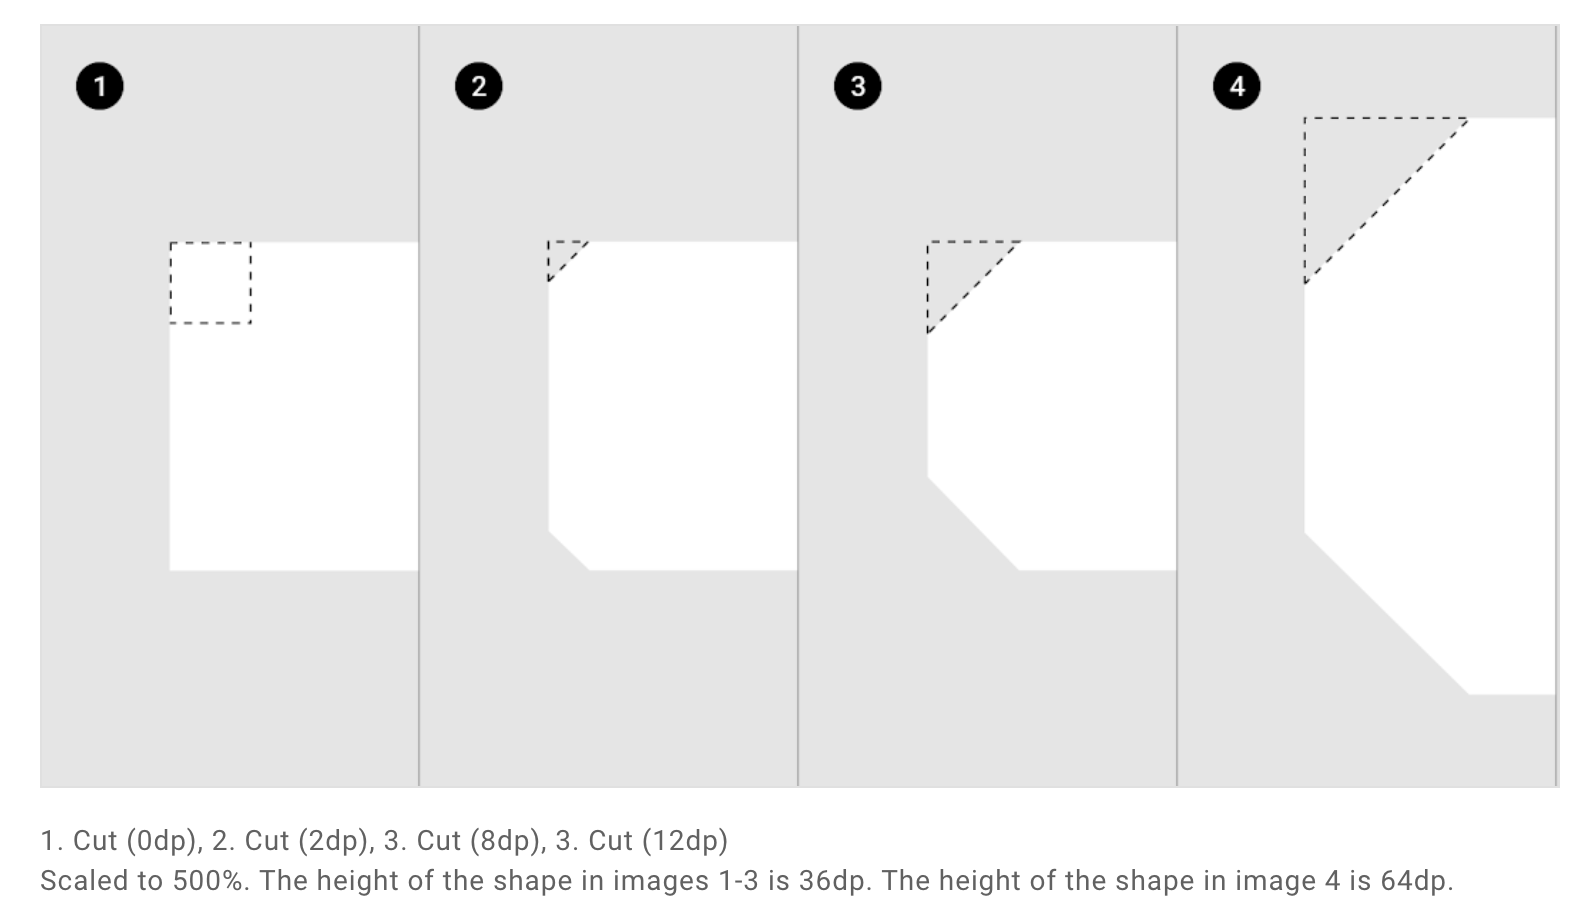 1 2 3 4
1. Cut (0dp), 2. Cut (2dp), 3. Cut (8dp), 3. Cut (12dp)
Scaled to 500%. The height of the shape in images 1-3 is 36dp. The height of the shape in image 4 is 64dp.